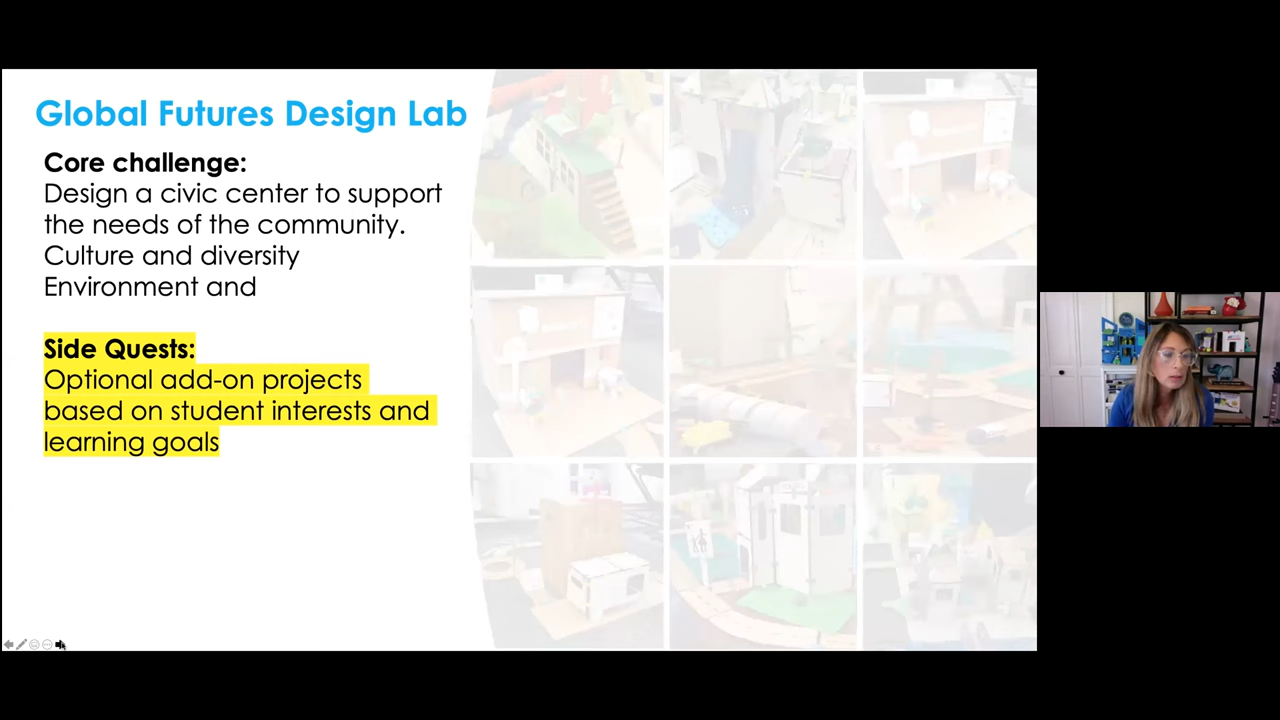 Global Futures Design Lab
Core challenge:
Design a civic center to support
the needs of the community.
Culture and diversity
Environment and
Side Quests:
Optional add-on projects
based on student interests and
learning goals